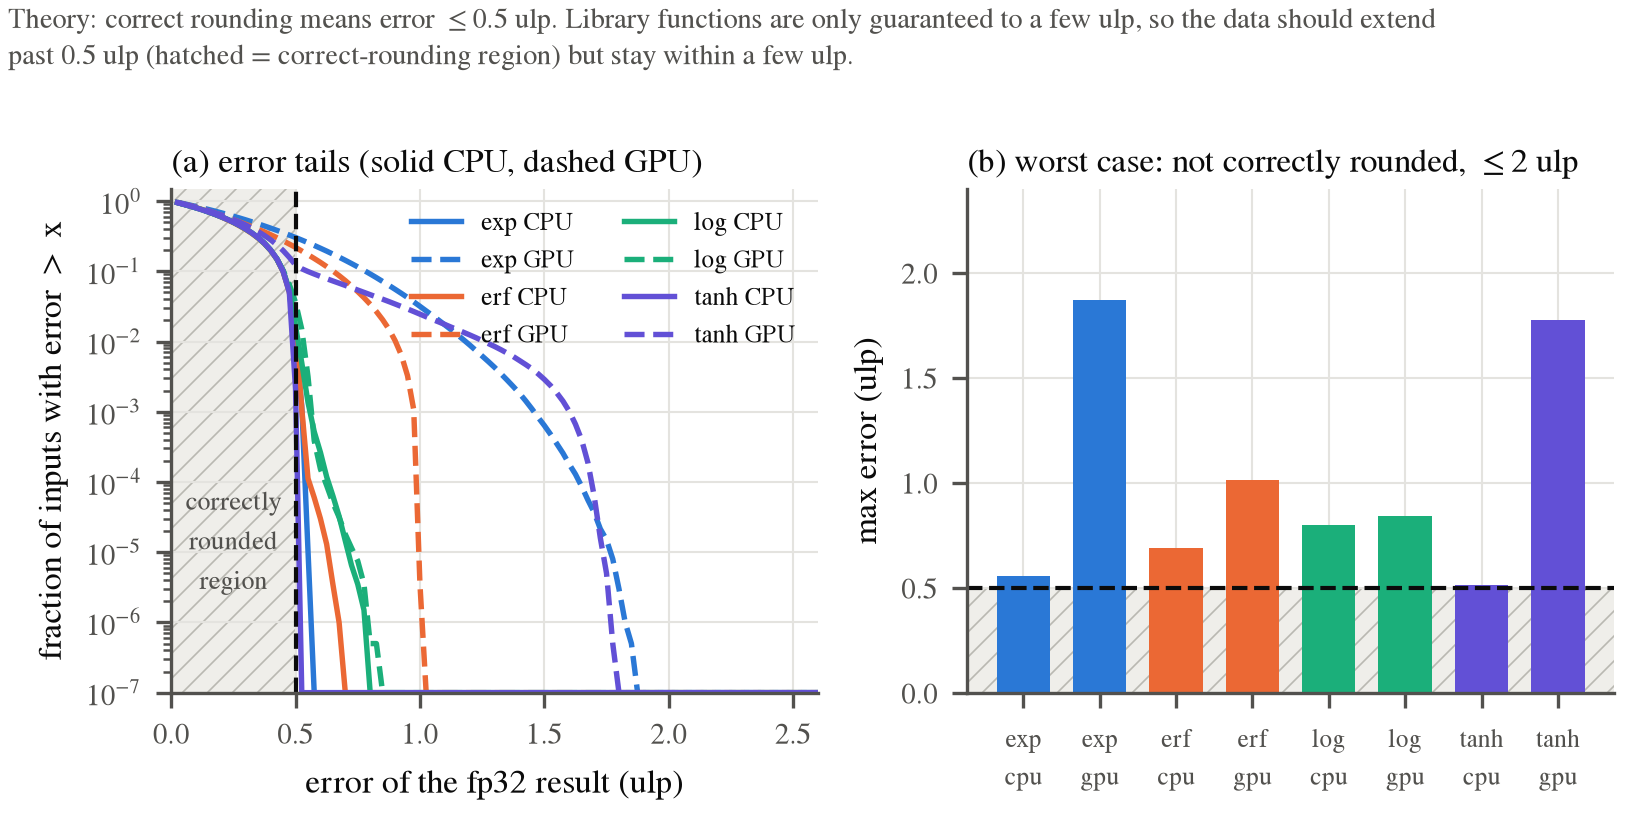 Theory: correct rounding means error ≤0.5 ulp. Library functions are only guaranteed to a few ulp, so the data should extend
past 0.5 ulp (hatched = correct-rounding region) but stay within a few ulp.
(a) error tails (solid CPU, dashed GPU)
fraction of inputs with error > x
10⁰
10⁻¹
10⁻²
10⁻³
10⁻⁴
10⁻⁵
10⁻⁶
10⁻⁷
exp CPU
exp GPU
erf CPU
erf GPU
log CPU
log GPU
tanh CPU
tanh GPU
correctly
rounded
region
0.0 0.5 1.0 1.5 2.0 2.5
error of the fp32 result (ulp)
(b) worst case: not correctly rounded, ≤2 ulp
max error (ulp)
2.0
1.5
1.0
0.5
0.0
exp exp erf erf log log tanh tanh
cpu gpu cpu gpu cpu gpu cpu gpu